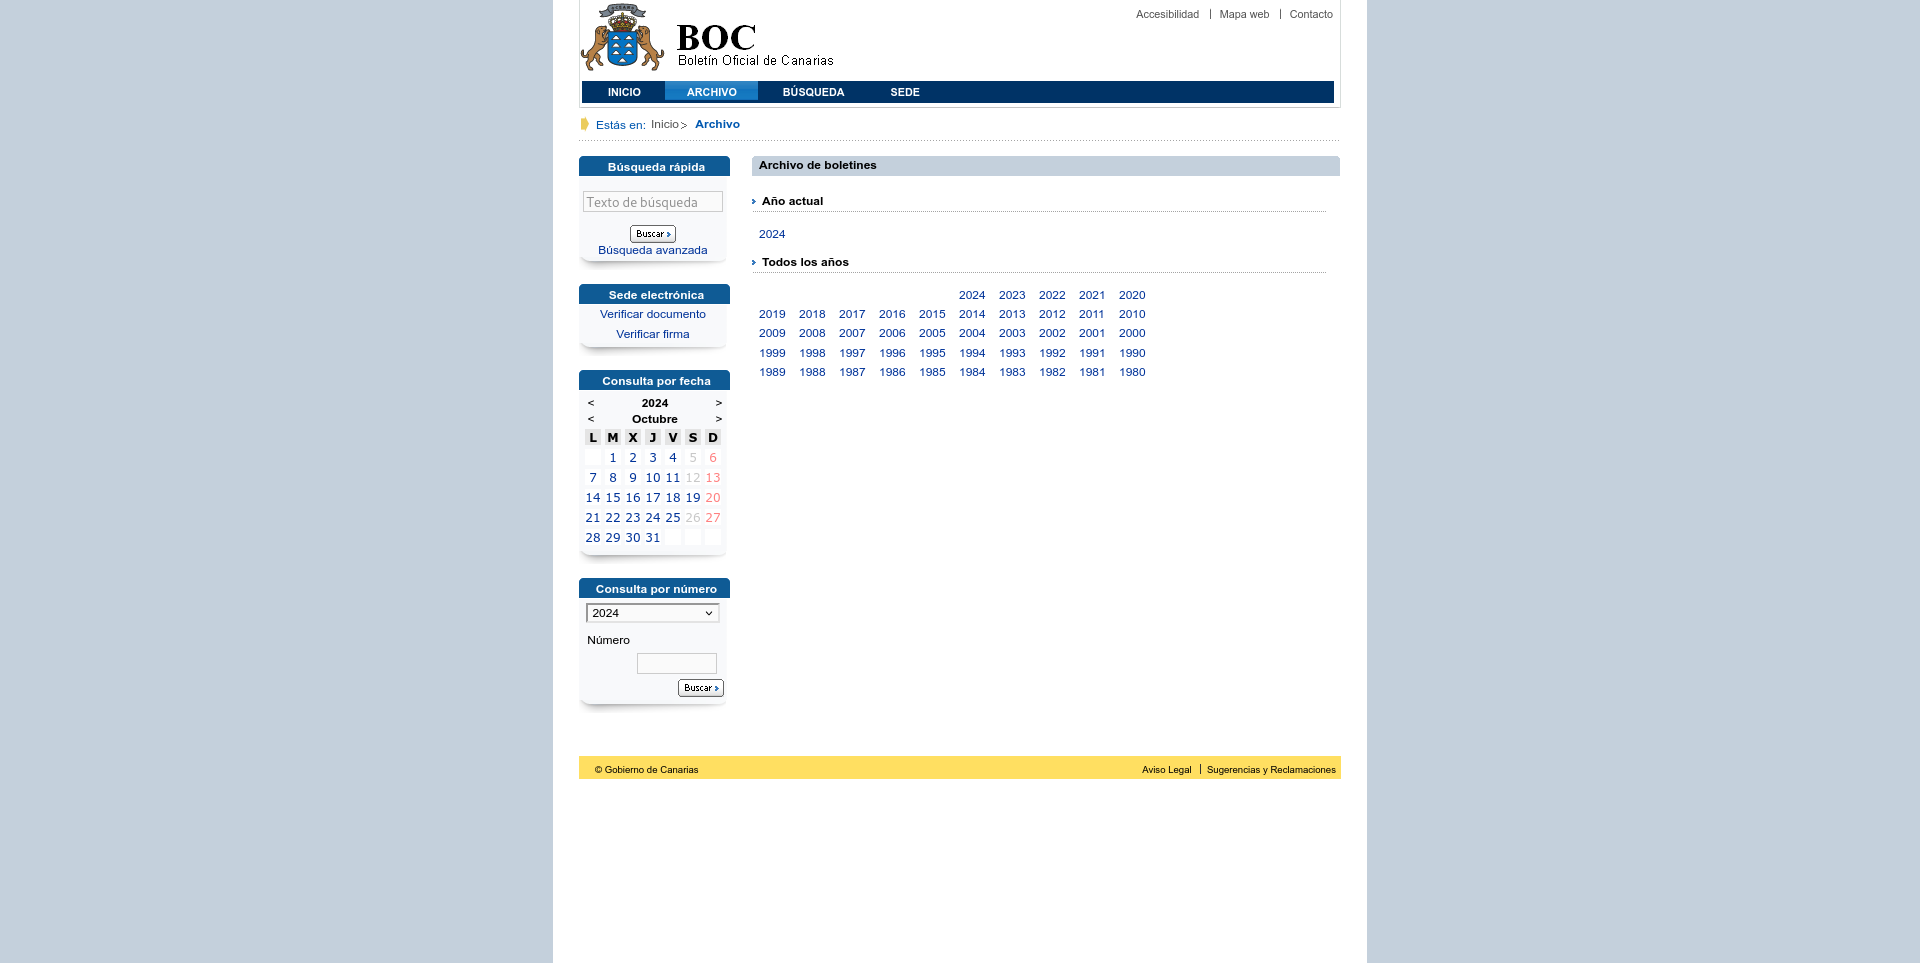 Accesibilidad | Mapa web | Contacto
BOC
Boletín Oficial de Canarias
INICIO ARCHIVO BÚSQUEDA SEDE
Estás en: Inicio > Archivo
Búsqueda rápida
Texto de búsqueda
Buscar
Búsqueda avanzada
Sede electrónica
Verificar documento
Verificar firma
Consulta por fecha
< 2024 >
< Octubre >
L M X J V S D
1 2 3 4 5 6
7 8 9 10 11 12 13
14 15 16 17 18 19 20
21 22 23 24 25 26 27
28 29 30 31
Consulta por número
2024
Número
Buscar
Archivo de boletines
Año actual
2024
Todos los años
2024 2023 2022 2021 2020
2019 2018 2017 2016 2015 2014 2013 2012 2011 2010
2009 2008 2007 2006 2005 2004 2003 2002 2001 2000
1999 1998 1997 1996 1995 1994 1993 1992 1991 1990
1989 1988 1987 1986 1985 1984 1983 1982 1981 1980
© Gobierno de Canarias
Aviso Legal | Sugerencias y Reclamaciones